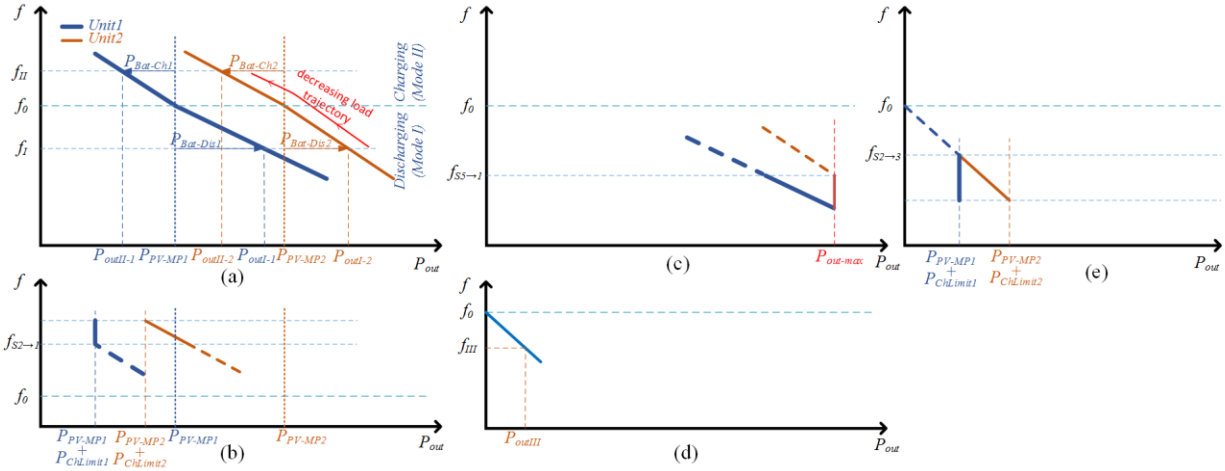 f
Unit1
Unit2
P_Bat-Ch1
P_Bat-Ch2
f_II
f_0
f_I
decreasing load
trajectory
P_Bat-Dis1
P_Bat-Dis2
Charging
(Mode II)
Discharging
(Mode I)
P_outII-1
P_PV-MP1
P_outII-2
P_outI-1
P_PV-MP2
P_outI-2
P_out
(a)
f
f_S2→1
f_0
P_PV-MP1
+
P_ChLimit1
P_PV-MP2
+
P_ChLimit2
P_PV-MP1
P_PV-MP2
P_out
(b)
f
f_0
f_S5→1
P_out-max
P_out
(c)
f
f_0
f_III
P_outIII
P_out
(d)
f
f_0
f_S2→3
P_PV-MP1
+
P_ChLimit1
P_PV-MP2
+
P_ChLimit2
P_out
(e)